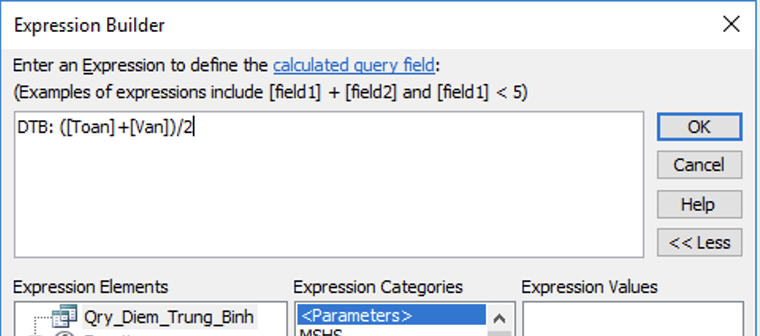 Expression Builder
Enter an Expression to define the calculated query field:
(Examples of expressions include [field1] + [field2] and [field1] < 5)
DTB: ([Toan]+[Van])/2
OK
Cancel
Help
<< Less
Expression Elements Expression Categories Expression Values
Qry_Diem_Trung_Binh <Parameters>
MSHS